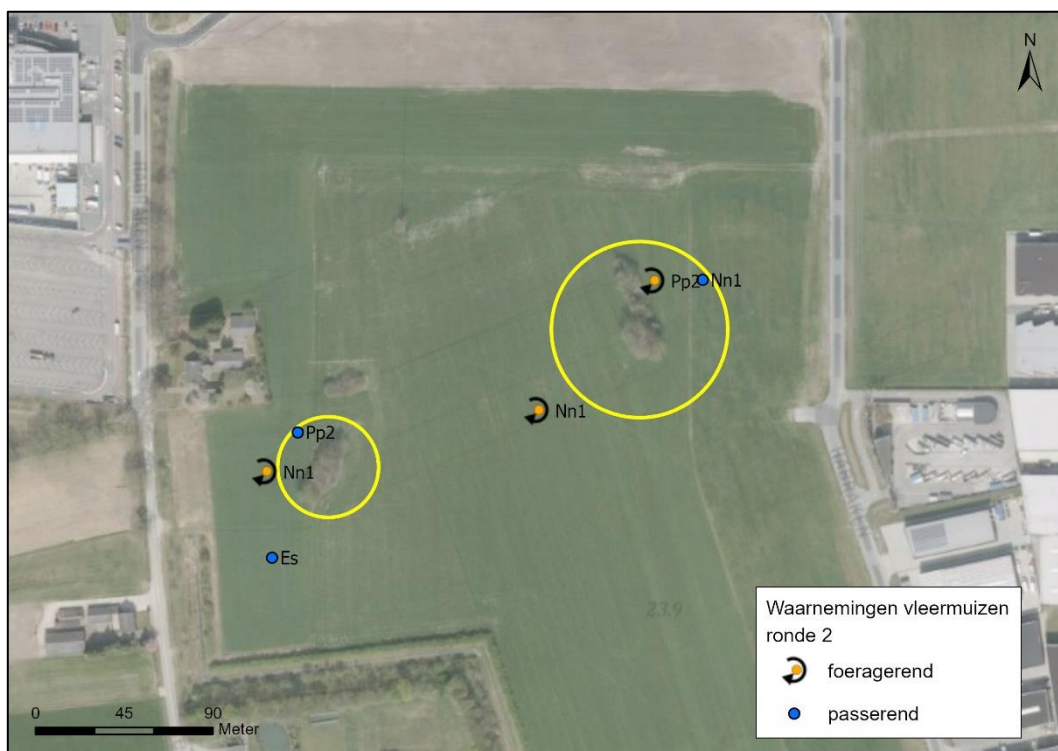 N
Pp2
Nn1
Nn1
Pp2
Nn1
Es
23.9
Waarnemingen vleermuizen
ronde 2
foeragerend
passerend
0 45 90
Meter